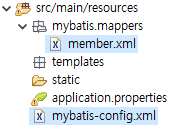 src/main/resources
mybatis.mappers
member.xml
templates
static
application.properties
mybatis-config.xml